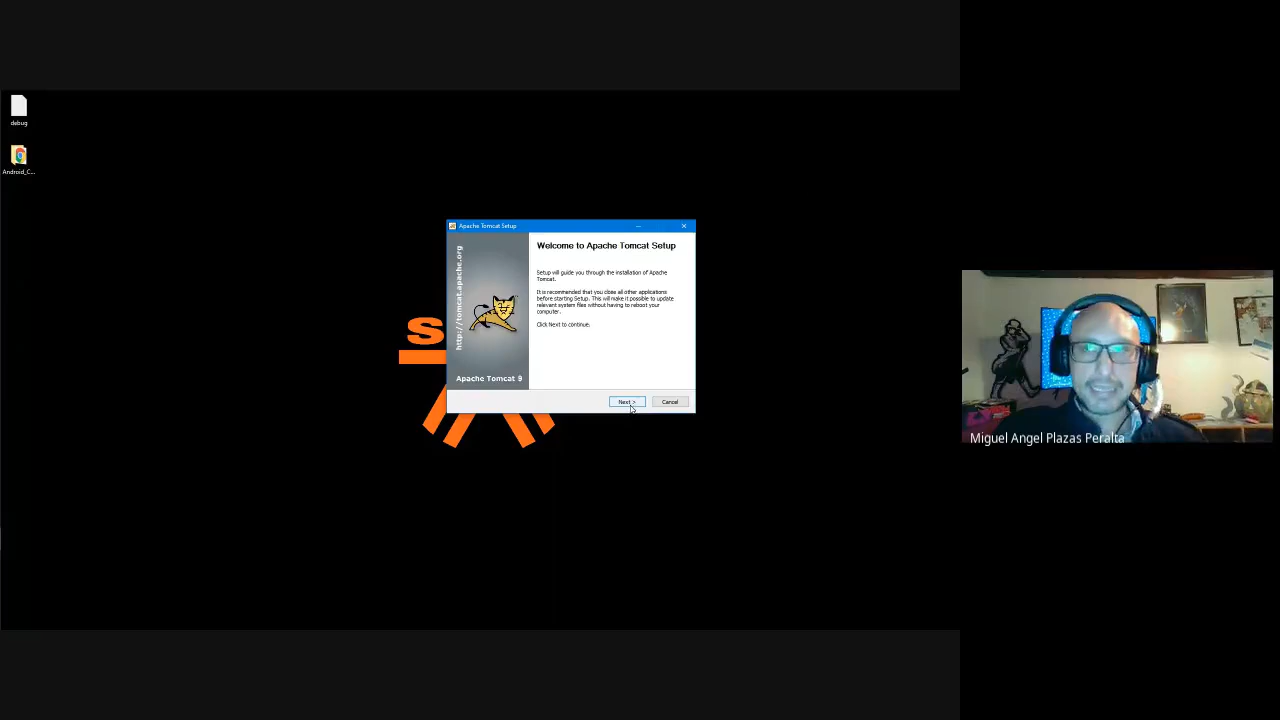 debug
Android_C...
Apache Tomcat Setup
http://tomcat.apache.org
Apache Tomcat 9
Welcome to Apache Tomcat Setup
Setup will guide you through the installation of Apache
Tomcat.
It is recommended that you close all other applications
before starting Setup. This will make it possible to update
relevant system files without having to reboot your
computer.
Click Next to continue.
Next >
Cancel
s
Miguel Angel Plazas Peralta